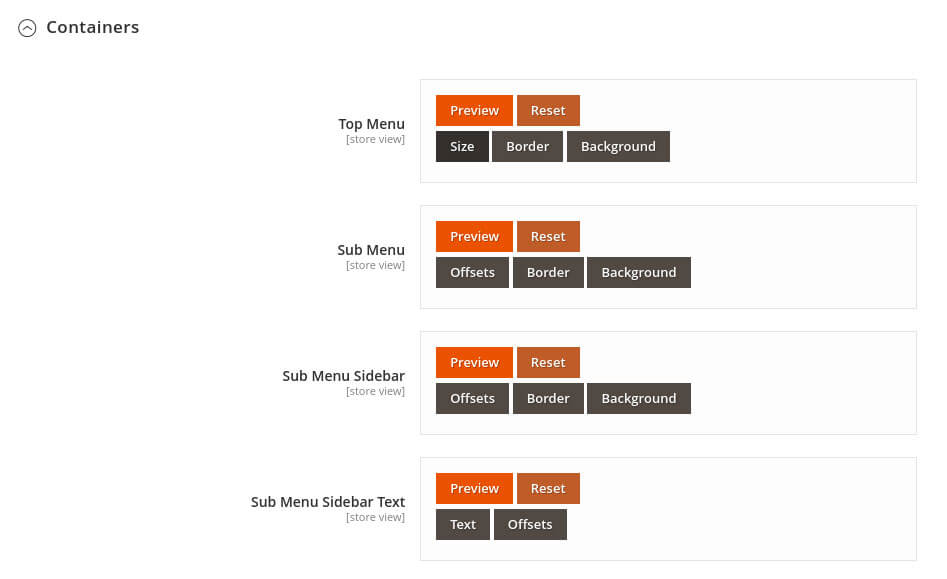 Containers
Top Menu
[store view]
Preview Reset
Size Border Background
Sub Menu
[store view]
Preview Reset
Offsets Border Background
Sub Menu Sidebar
[store view]
Preview Reset
Offsets Border Background
Sub Menu Sidebar Text
[store view]
Preview Reset
Text Offsets